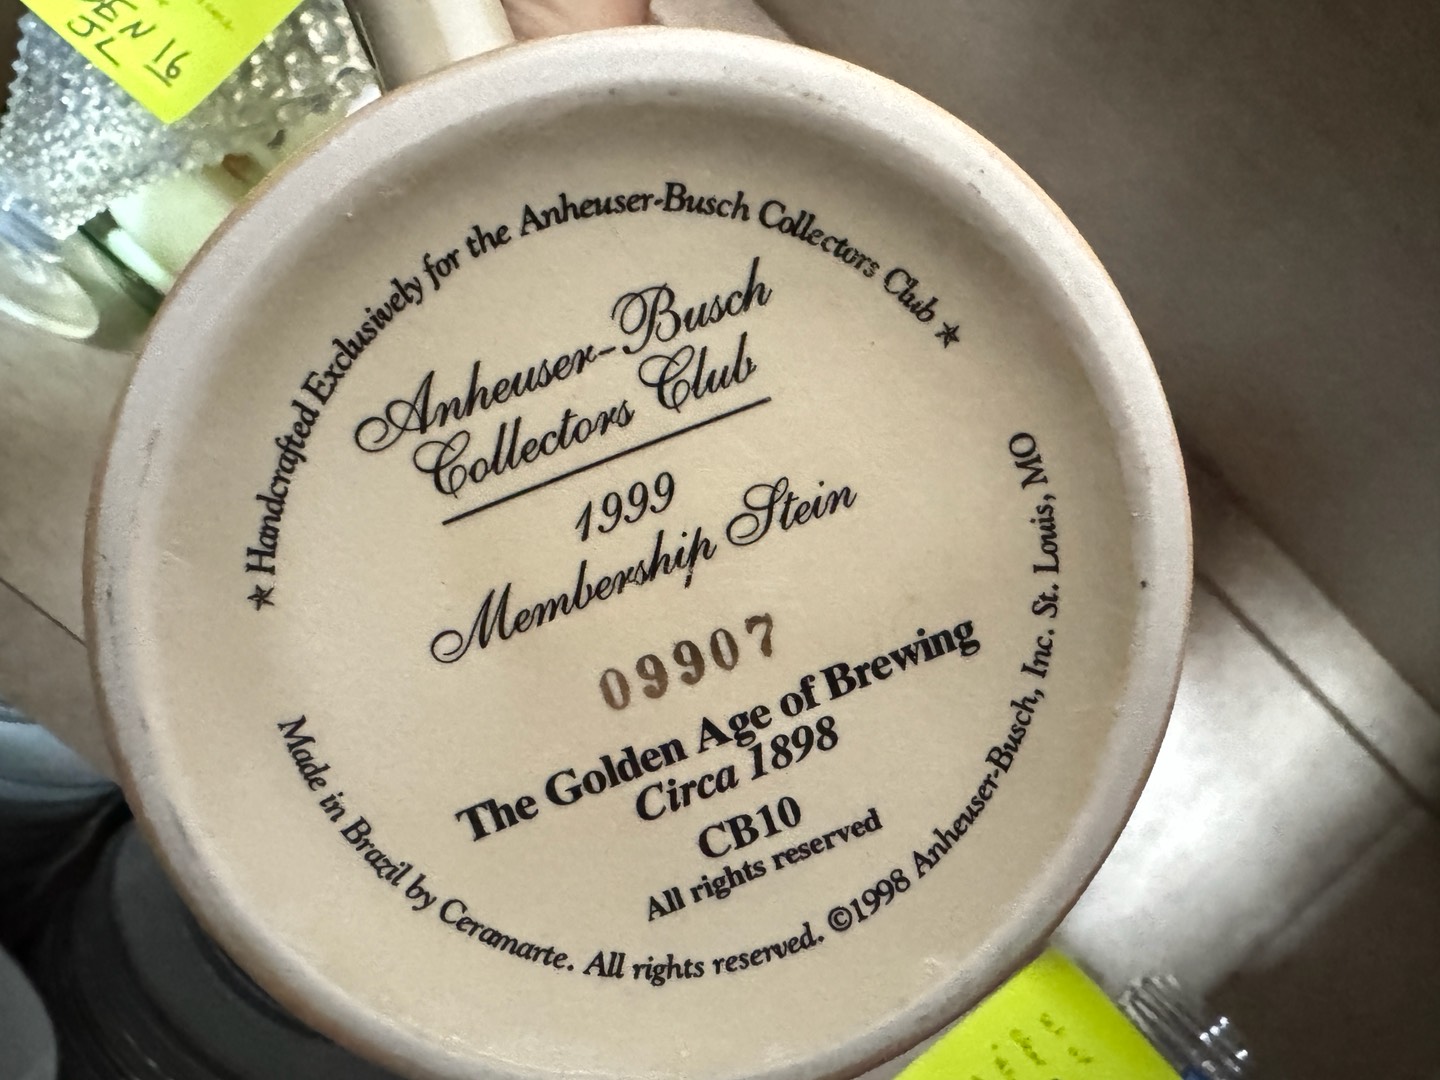 EN 16
★ Handcrafted Exclusively for the Anheuser-Busch Collectors Club ★
Anheuser-Busch
Collectors Club
1999
Membership Stein
09907
The Golden Age of Brewing
Circa 1898
CB10
All rights reserved
Made in Brazil by Ceramarte. All rights reserved. ©1998 Anheuser-Busch, Inc. St. Louis, MO